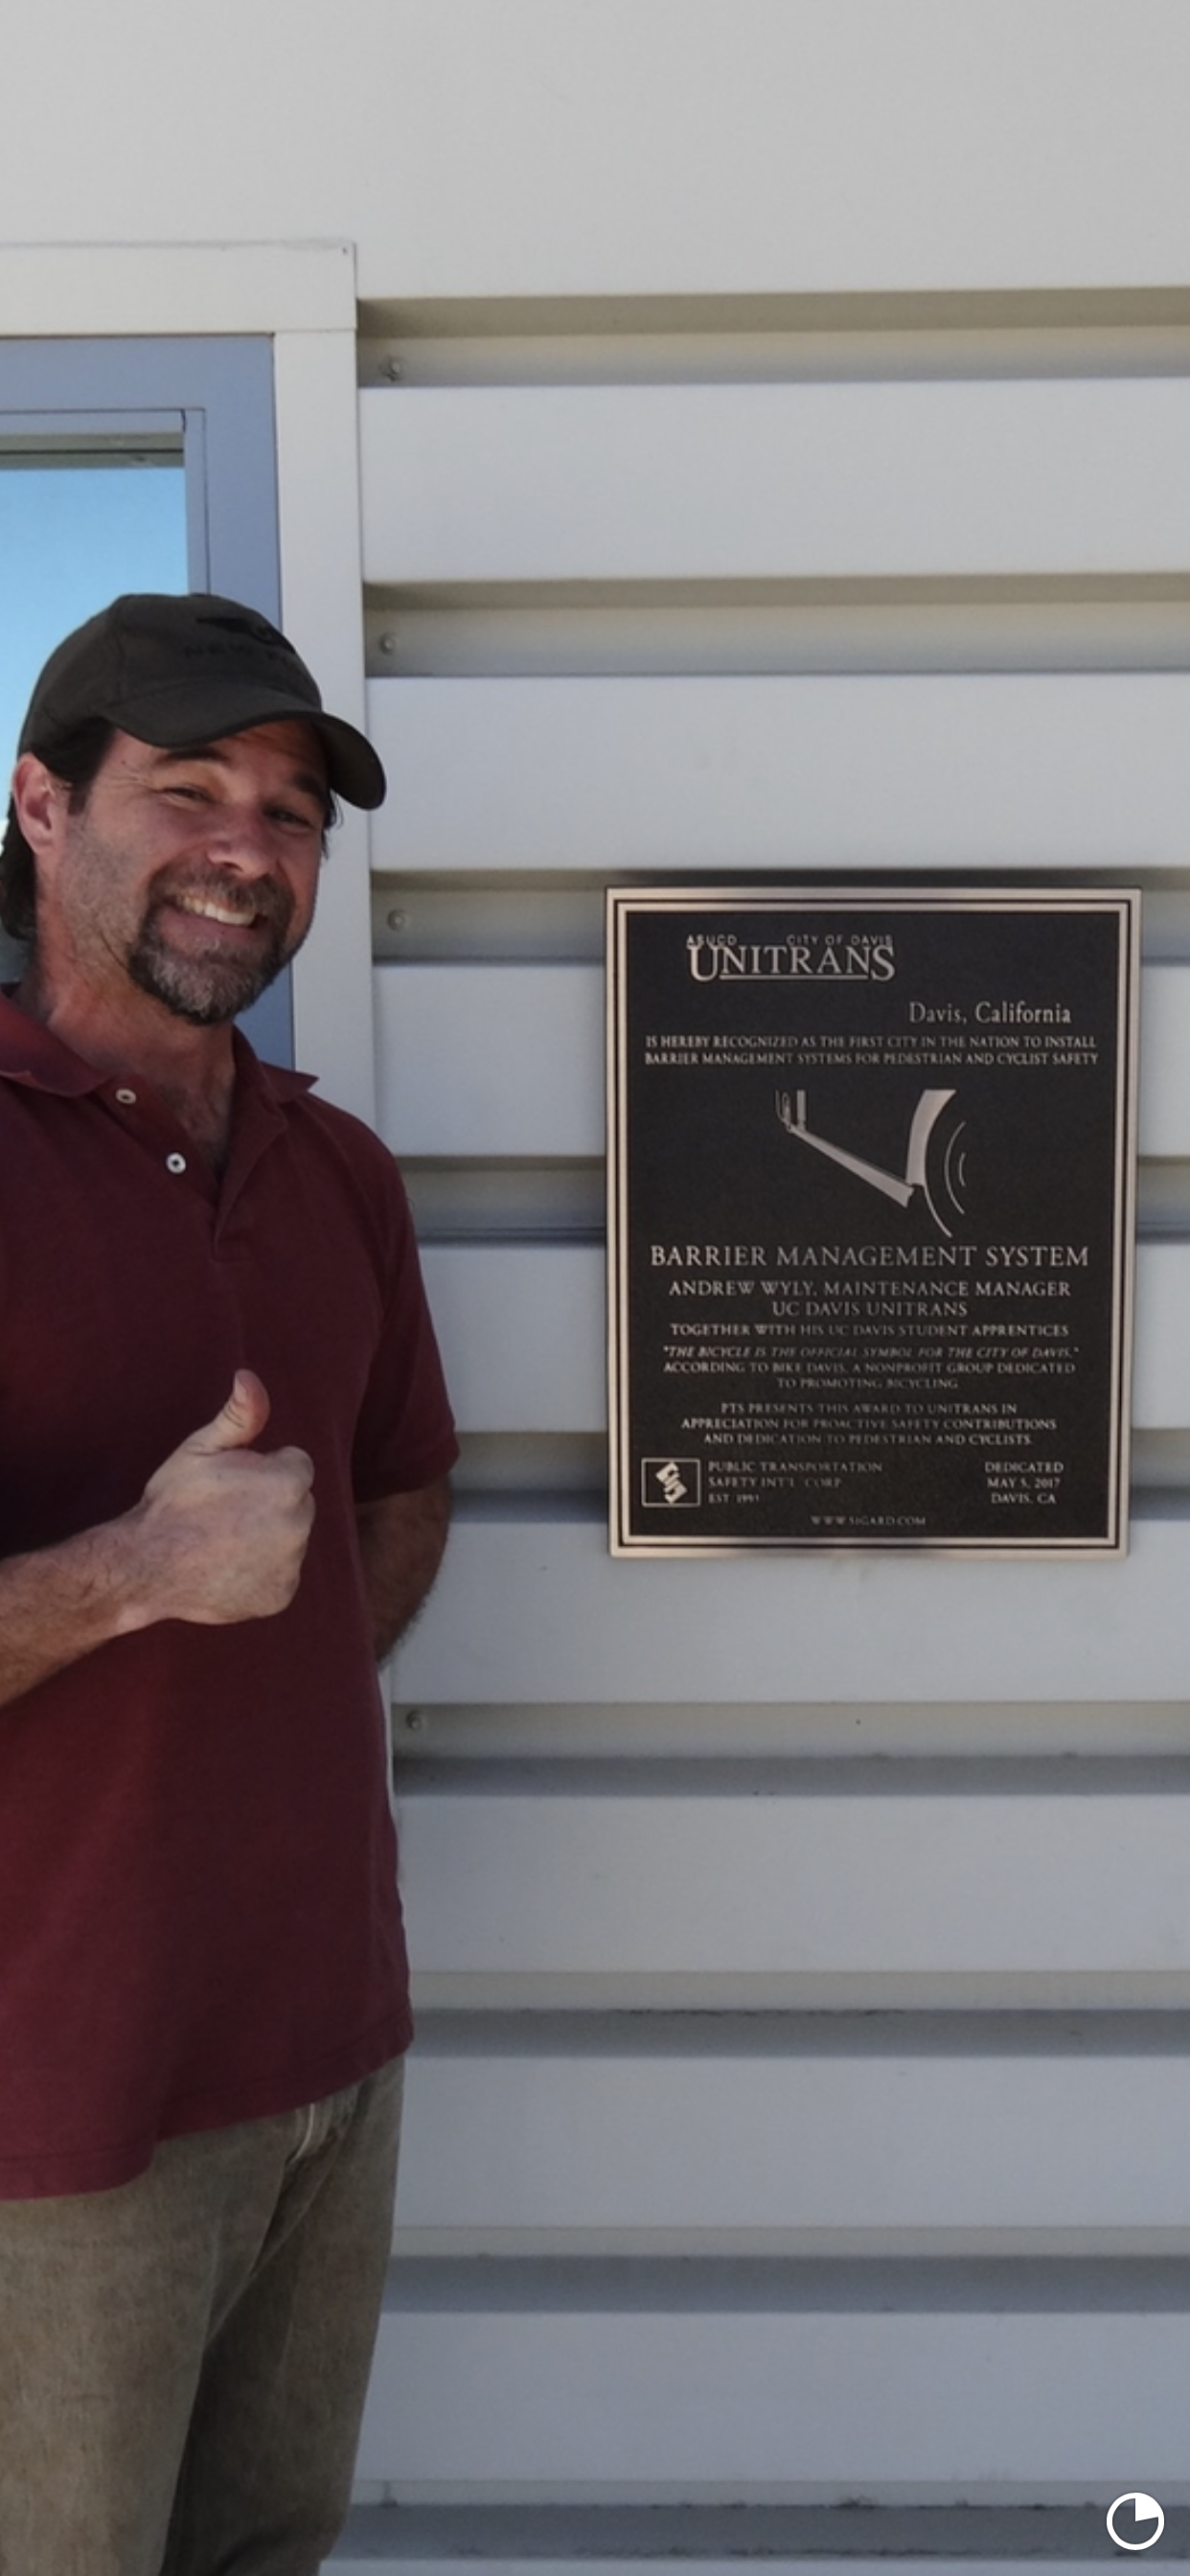 ASUCD CITY OF DAVIS
UNITRANS
Davis, California
IS HEREBY RECOGNIZED AS THE FIRST CITY IN THE NATION TO INSTALL
BARRIER MANAGEMENT SYSTEMS FOR PEDESTRIAN AND CYCLIST SAFETY
BARRIER MANAGEMENT SYSTEM
ANDREW WYLY, MAINTENANCE MANAGER
UC DAVIS UNITRANS
TOGETHER WITH HIS UC DAVIS STUDENT APPRENTICES
"THE BICYCLE IS THE OFFICIAL SYMBOL FOR THE CITY OF DAVIS."
ACCORDING TO BIKE DAVIS, A NONPROFIT GROUP DEDICATED
TO PROMOTING BICYCLING
PTS PRESENTS THIS AWARD TO UNITRANS IN
APPRECIATION FOR PROACTIVE SAFETY CONTRIBUTIONS
AND DEDICATION TO PEDESTRIAN AND CYCLISTS.
PUBLIC TRANSPORTATION
SAFETY INT'L CORP
EST. 1993
DEDICATED
MAY 5, 2017
DAVIS, CA
WWW.S1GARD.COM